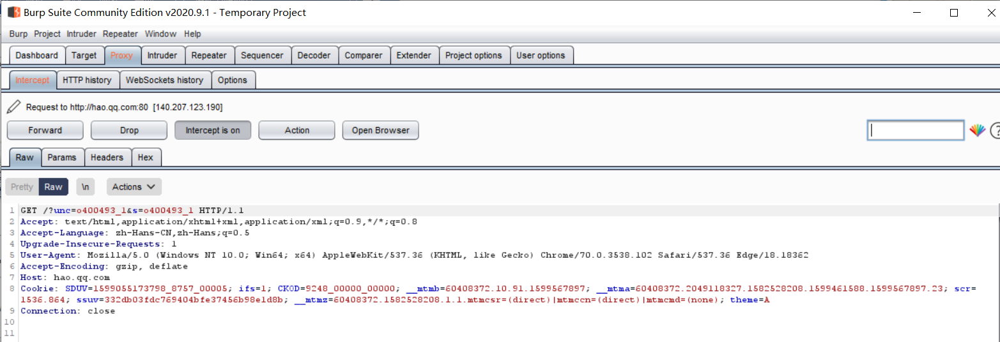 Burp Suite Community Edition v2020.9.1 - Temporary Project
Burp Project Intruder Repeater Window Help
Dashboard Target Proxy Intruder Repeater Sequencer Decoder Comparer Extender Project options User options
Intercept HTTP history WebSockets history Options
Request to http://hao.qq.com:80 [140.207.123.190]
Forward Drop Intercept is on Action Open Browser ?
Raw Params Headers Hex
Pretty Raw \n Actions
1 GET /?unc=o400493_1&s=o400493_1 HTTP/1.1
2 Accept: text/html,application/xhtml+xml,application/xml;q=0.9,*/*;q=0.8
3 Accept-Language: zh-Hans-CN,zh-Hans;q=0.5
4 Upgrade-Insecure-Requests: 1
5 User-Agent: Mozilla/5.0 (Windows NT 10.0; Win64; x64) AppleWebKit/537.36 (KHTML, like Gecko) Chrome/70.0.3538.102 Safari/537.36 Edge/18.18362
6 Accept-Encoding: gzip, deflate
7 Host: hao.qq.com
8 Cookie: SDUV=1599055173798_8757_00005; ifs=1; CKOD=9248_00000_00000; __mtmb=60408372.10.91.1599567897; __mtma=60408372.2049118327.1582528208.1599461588.1599567897.23; scr=
1536.864; ssuv=332db03fdc769404bfe37456b98e1d8b; __mtmz=60408372.1582528208.1.1.mtmcsr=(direct)|mtmccn=(direct)|mtmcmd=(none); theme=A
9 Connection: close
10
11